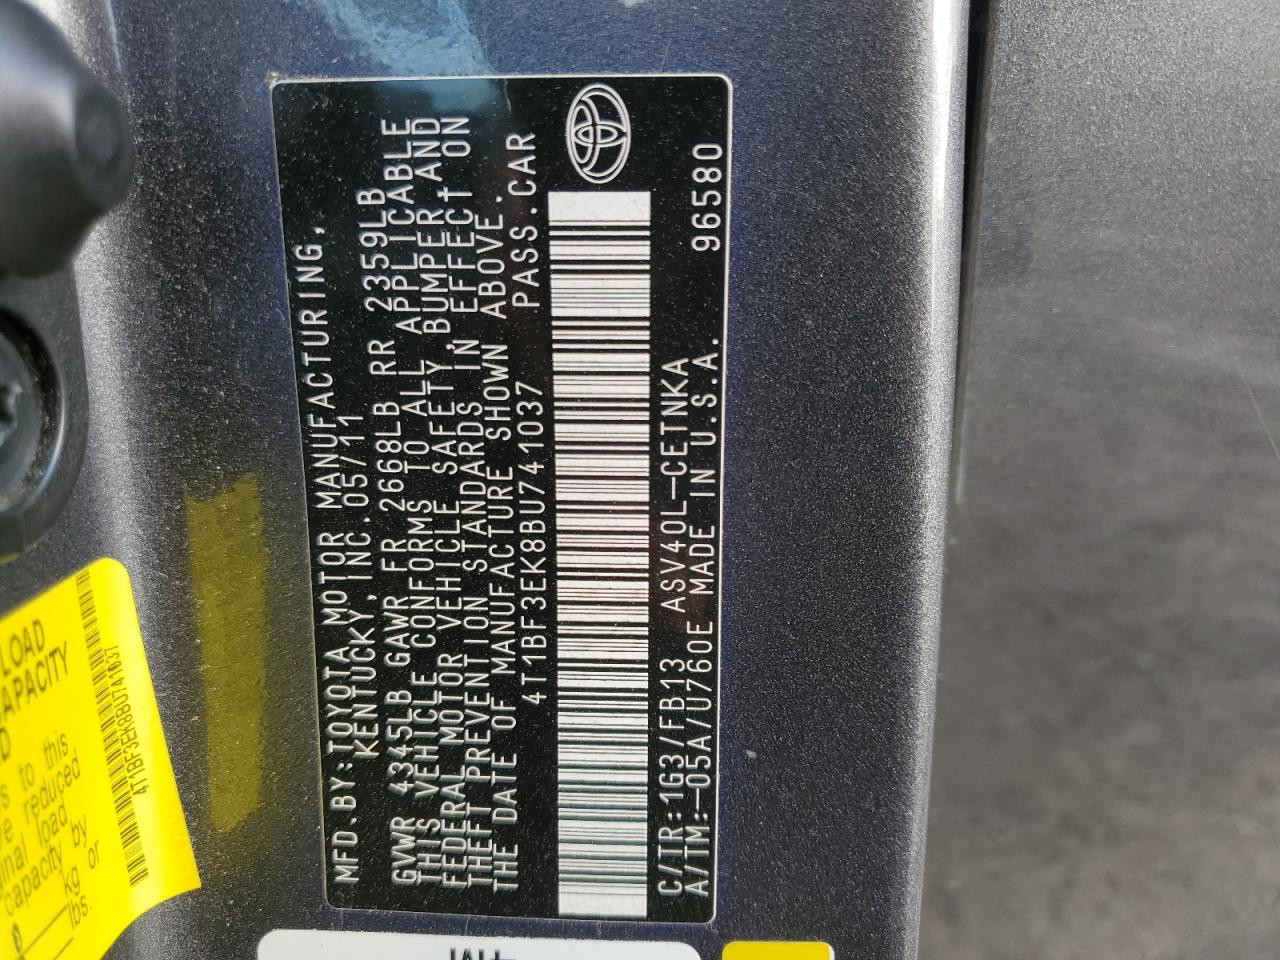 MFD.BY:TOYOTA MOTOR MANUFACTURING,
KENTUCKY, INC.05/11
GVWR 4345LB GAWR FR 2668LB RR 2359LB
THIS VEHICLE CONFORMS TO ALL APPLICABLE
FEDERAL MOTOR VEHICLE SAFETY, BUMPER AND
THEFT PREVENTION STANDARDS IN EFFECT ON
THE DATE OF MANUFACTURE SHOWN ABOVE.
4T1BF3EK8BU741037 PASS.CAR
C/TR:1G3/FB13 ASV40L-CETNKA
A/TM:-05A/U760E MADE IN U.S.A. 96580
LOAD
CAPACITY
to this
reduced
load
capacity by
kg or
lbs.
4T1BF3EK8BU741037